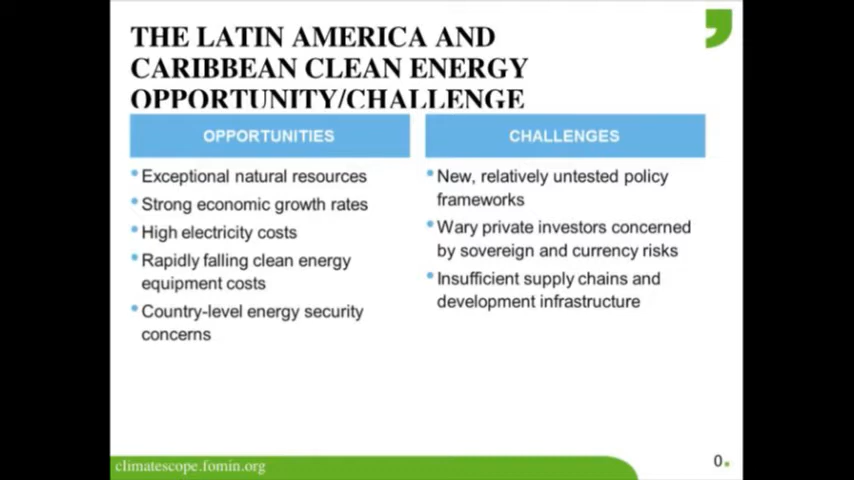 THE LATIN AMERICA AND
CARIBBEAN CLEAN ENERGY
OPPORTUNITY/CHALLENGE
OPPORTUNITIES
Exceptional natural resources
Strong economic growth rates
High electricity costs
Rapidly falling clean energy
equipment costs
Country-level energy security
concerns
CHALLENGES
New, relatively untested policy
frameworks
Wary private investors concerned
by sovereign and currency risks
Insufficient supply chains and
development infrastructure
climatescope.fomin.org
0